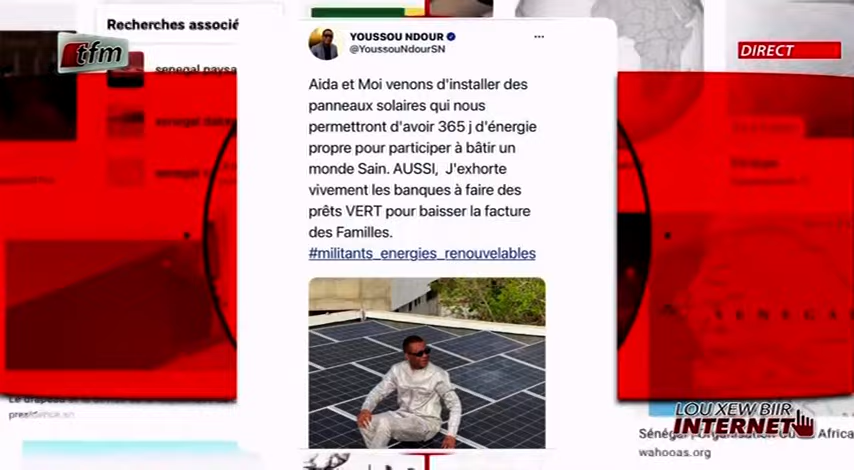 Recherches associé
tfm
DIRECT
YOUSSOU NDOUR
@YoussouNdourSN
Aida et Moi venons d'installer des
panneaux solaires qui nous
permettront d'avoir 365 j d'énergie
propre pour participer à bâtir un
monde Sain. AUSSI, J'exhorte
vivement les banques à faire des
prêts VERT pour baisser la facture
des Familles.
#militants_energies_renouvelables
LOU XEW BIIR
INTERNET
Africa
wahooas.org